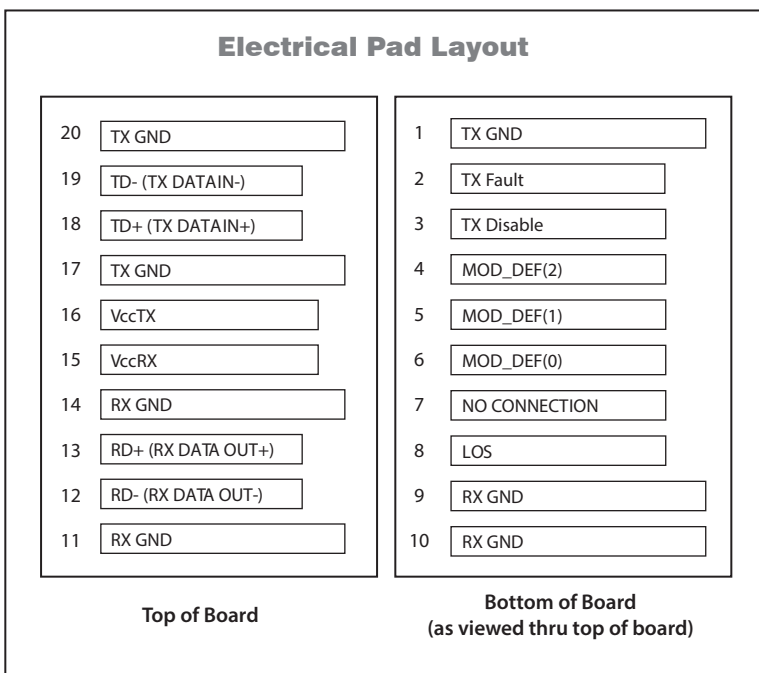 Electrical Pad Layout
20 TX GND
19 TD- (TX DATAIN-)
18 TD+ (TX DATAIN+)
17 TX GND
16 VccTX
15 VccRX
14 RX GND
13 RD+ (RX DATA OUT+)
12 RD- (RX DATA OUT-)
11 RX GND
Top of Board
1 TX GND
2 TX Fault
3 TX Disable
4 MOD_DEF(2)
5 MOD_DEF(1)
6 MOD_DEF(0)
7 NO CONNECTION
8 LOS
9 RX GND
10 RX GND
Bottom of Board
(as viewed thru top of board)